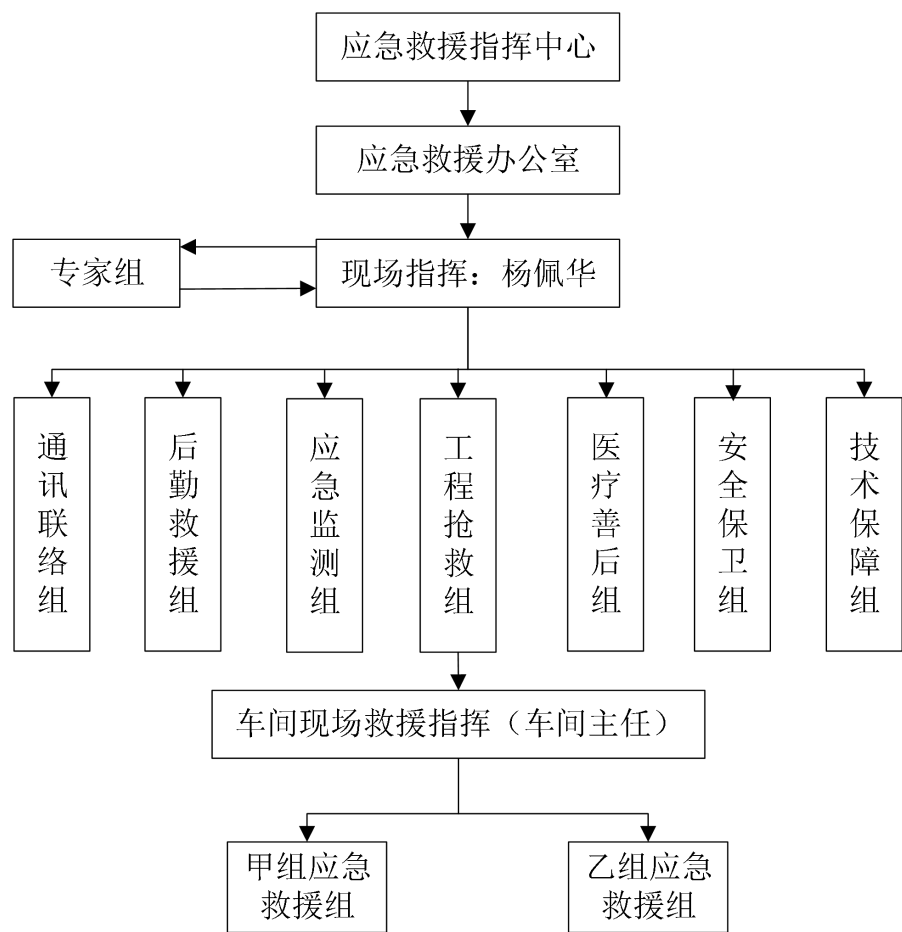 应急救援指挥中心
应急救援办公室
专家组
现场指挥：杨佩华
通讯联络组
后勤救援组
应急监测组
工程抢救组
医疗善后组
安全保卫组
技术保障组
车间现场救援指挥（车间主任）
甲组应急
救援组
乙组应急
救援组